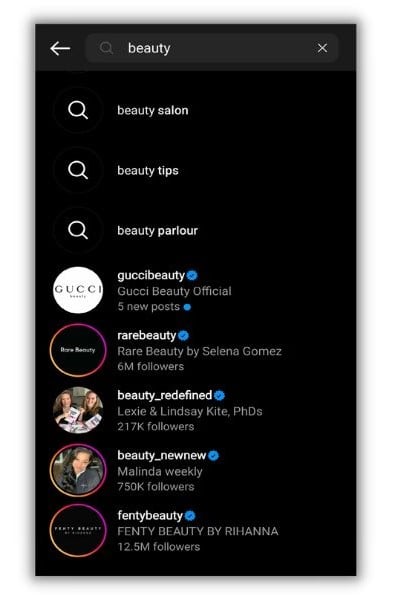 beauty
beauty salon
beauty tips
beauty parlour
GUCCI
beauty
guccibeauty
Gucci Beauty Official
5 new posts
Rare Beauty
rarebeauty
Rare Beauty by Selena Gomez
6M followers
beauty_redefined
Lexie & Lindsay Kite, PhDs
217K followers
beauty_newnew
Malinda weekly
750K followers
FENTY BEAUTY
BY RIHANNA
fentybeauty
FENTY BEAUTY BY RIHANNA
12.5M followers